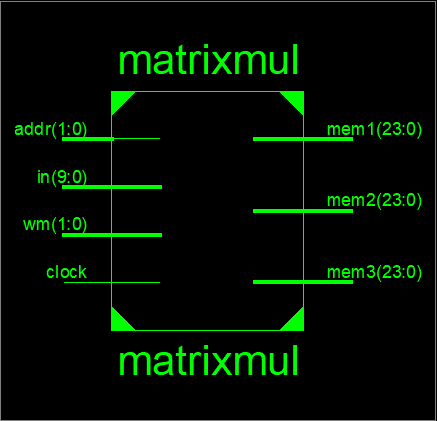 matrixmul
addr(1:0)
in(9:0)
wm(1:0)
clock
mem1(23:0)
mem2(23:0)
mem3(23:0)
matrixmul